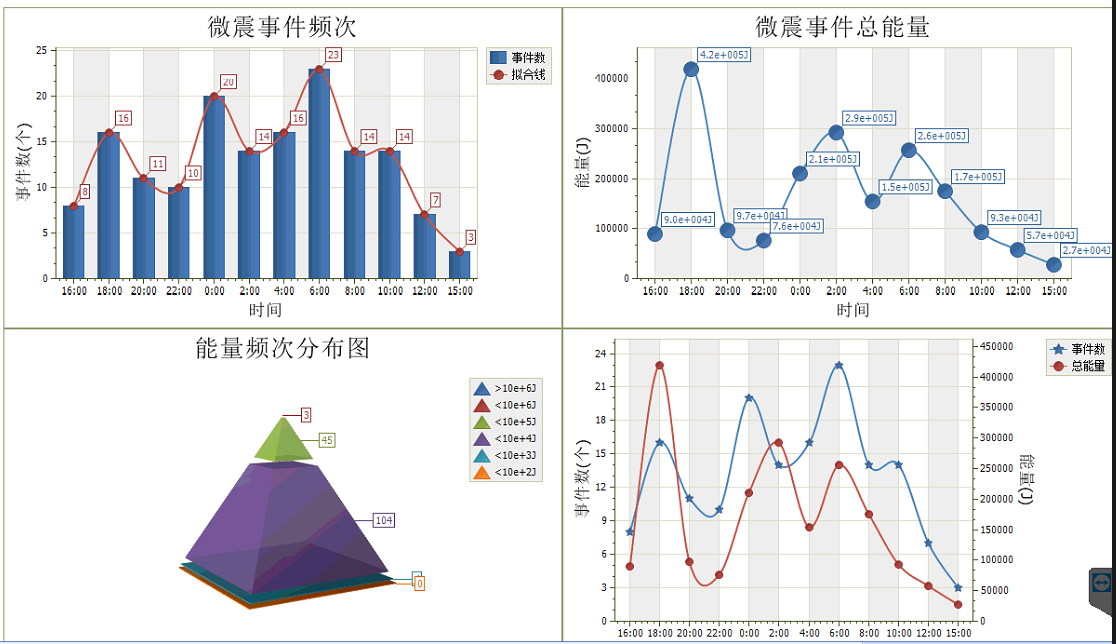 微震事件频次
25
20
15
10
5
0
事件数(个)
8
16
11
10
20
14
16
23
14
14
7
3
16:00 18:00 20:00 22:00 0:00 2:00 4:00 6:00 8:00 10:00 12:00 15:00
时间
事件数
拟合线
微震事件总能量
400000
300000
200000
100000
0
能量(J)
9.0e+004J
4.2e+005J
9.7e+004J
7.6e+004J
2.1e+005J
2.9e+005J
1.5e+005J
2.6e+005J
1.7e+005J
9.3e+004J
5.7e+004J
2.7e+004J
16:00 18:00 20:00 22:00 0:00 2:00 4:00 6:00 8:00 10:00 12:00 15:00
时间
能量频次分布图
3
45
104
0
>10e+6J
<10e+6J
<10e+5J
<10e+4J
<10e+3J
<10e+2J
24
21
18
15
12
9
6
3
0
事件数(个)
450000
400000
350000
300000
250000
200000
150000
100000
50000
0
能量(J)
16:00 18:00 20:00 22:00 0:00 2:00 4:00 6:00 8:00 10:00 12:00 15:00
事件数
总能量